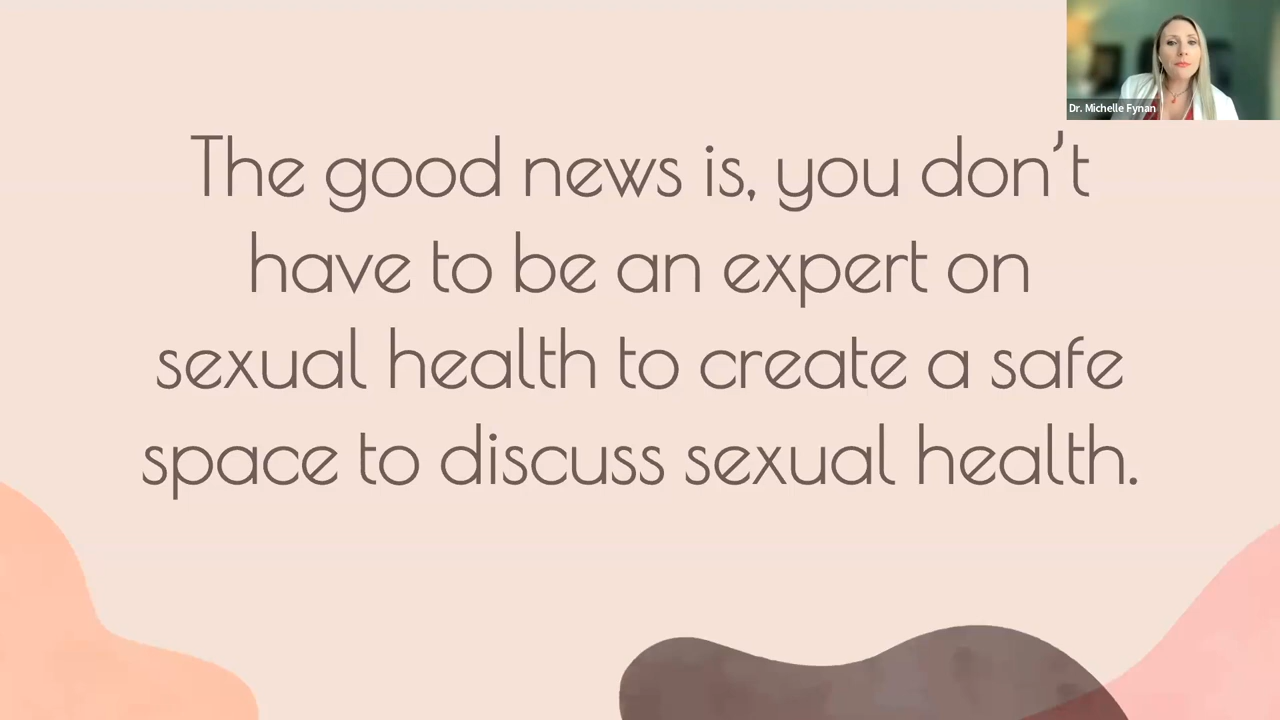 Dr. Michelle Fynan
The good news is, you don’t
have to be an expert on
sexual health to create a safe
space to discuss sexual health.